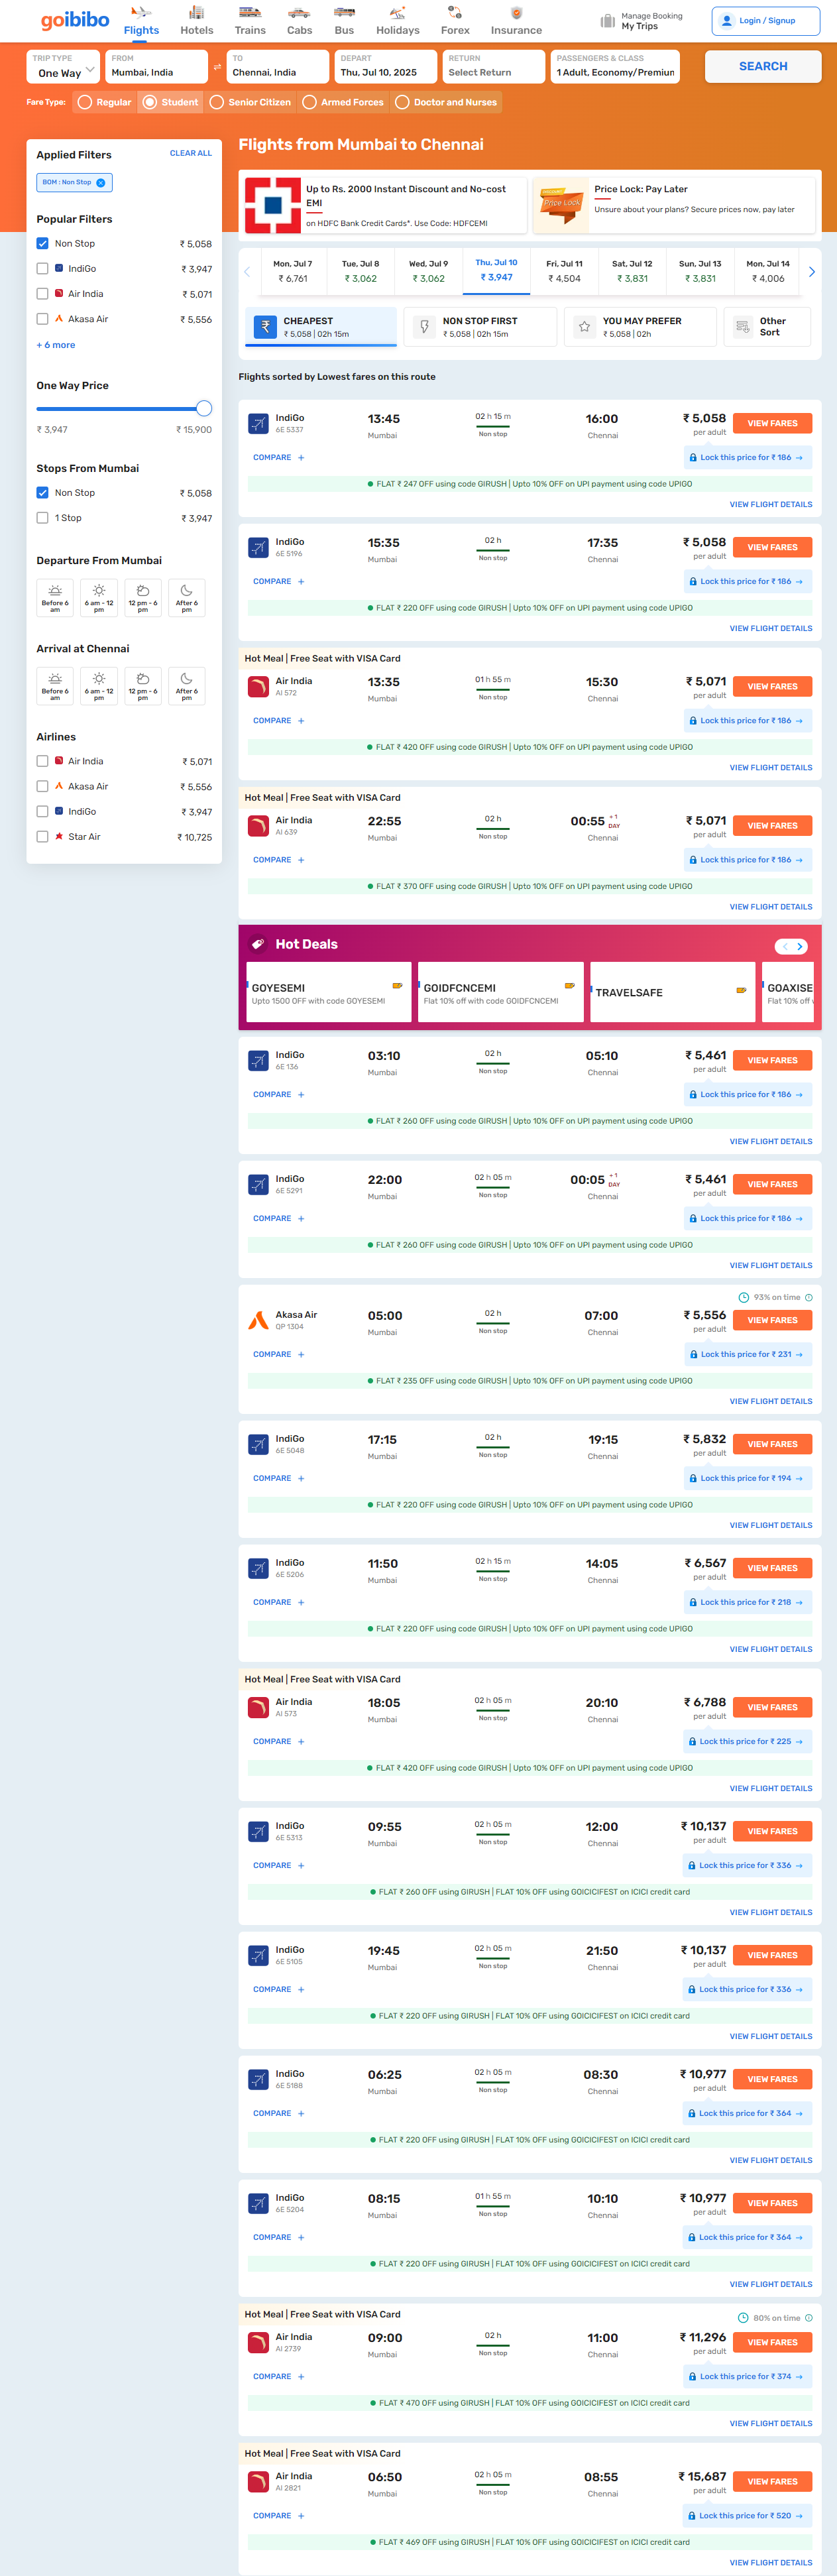 goibibo
Flights
Hotels
Trains
Cabs
Bus
Holidays
Forex
Insurance
Manage Booking
My Trips
Login / Signup
TRIP TYPE
One Way
FROM
Mumbai, India
TO
Chennai, India
DEPART
Thu, Jul 10, 2025
RETURN
Select Return
PASSENGERS & CLASS
1 Adult, Economy/Premiun
SEARCH
Fare Type:
Regular
Student
Senior Citizen
Armed Forces
Doctor and Nurses
Applied Filters
CLEAR ALL
BOM : Non Stop
Popular Filters
Non Stop ₹ 5,058
IndiGo ₹ 3,947
Air India ₹ 5,071
Akasa Air ₹ 5,556
+ 6 more
One Way Price
₹ 3,947 ₹ 15,900
Stops From Mumbai
Non Stop ₹ 5,058
1 Stop ₹ 3,947
Departure From Mumbai
Before 6 am
6 am - 12 pm
12 pm - 6 pm
After 6 pm
Arrival at Chennai
Before 6 am
6 am - 12 pm
12 pm - 6 pm
After 6 pm
Airlines
Air India ₹ 5,071
Akasa Air ₹ 5,556
IndiGo ₹ 3,947
Star Air ₹ 10,725
Flights from Mumbai to Chennai
Up to Rs. 2000 Instant Discount and No-cost
EMI
on HDFC Bank Credit Cards*. Use Code: HDFCEMI
Price Lock
Price Lock: Pay Later
Unsure about your plans? Secure prices now, pay later
Mon, Jul 7
₹ 6,761
Tue, Jul 8
₹ 3,062
Wed, Jul 9
₹ 3,062
Thu, Jul 10
₹ 3,947
Fri, Jul 11
₹ 4,504
Sat, Jul 12
₹ 3,831
Sun, Jul 13
₹ 3,831
Mon, Jul 14
₹ 4,006
CHEAPEST
₹ 5,058 | 02h 15m
NON STOP FIRST
₹ 5,058 | 02h 15m
YOU MAY PREFER
₹ 5,058 | 02h
Other
Sort
Flights sorted by Lowest fares on this route
IndiGo 13:45 02 h 15 m 16:00 ₹ 5,058 VIEW FARES
6E 5337 Mumbai Non stop Chennai per adult
COMPARE + Lock this price for ₹ 186 →
FLAT ₹ 247 OFF using code GIRUSH | Upto 10% OFF on UPI payment using code UPIGO
VIEW FLIGHT DETAILS
IndiGo 15:35 02 h 17:35 ₹ 5,058 VIEW FARES
6E 5196 Mumbai Non stop Chennai per adult
COMPARE + Lock this price for ₹ 186 →
FLAT ₹ 220 OFF using code GIRUSH | Upto 10% OFF on UPI payment using code UPIGO
VIEW FLIGHT DETAILS
Hot Meal | Free Seat with VISA Card
Air India 13:35 01 h 55 m 15:30 ₹ 5,071 VIEW FARES
AI 572 Mumbai Non stop Chennai per adult
COMPARE + Lock this price for ₹ 186 →
FLAT ₹ 420 OFF using code GIRUSH | Upto 10% OFF on UPI payment using code UPIGO
VIEW FLIGHT DETAILS
Hot Meal | Free Seat with VISA Card
Air India 22:55 02 h 00:55 +1 DAY ₹ 5,071 VIEW FARES
AI 639 Mumbai Non stop Chennai per adult
COMPARE + Lock this price for ₹ 186 →
FLAT ₹ 370 OFF using code GIRUSH | Upto 10% OFF on UPI payment using code UPIGO
VIEW FLIGHT DETAILS
Hot Deals
GOYESEMI
Upto 1500 OFF with code GOYESEMI
GOIDFCNCEMI
Flat 10% off with code GOIDFCNCEMI
TRAVELSAFE
GOAXISE
Flat 10% off
IndiGo 03:10 02 h 05:10 ₹ 5,461 VIEW FARES
6E 136 Mumbai Non stop Chennai per adult
COMPARE + Lock this price for ₹ 186 →
FLAT ₹ 260 OFF using code GIRUSH | Upto 10% OFF on UPI payment using code UPIGO
VIEW FLIGHT DETAILS
IndiGo 22:00 02 h 05 m 00:05 +1 DAY ₹ 5,461 VIEW FARES
6E 5291 Mumbai Non stop Chennai per adult
COMPARE + Lock this price for ₹ 186 →
FLAT ₹ 260 OFF using code GIRUSH | Upto 10% OFF on UPI payment using code UPIGO
VIEW FLIGHT DETAILS
93% on time
Akasa Air 05:00 02 h 07:00 ₹ 5,556 VIEW FARES
QP 1304 Mumbai Non stop Chennai per adult
COMPARE + Lock this price for ₹ 231 →
FLAT ₹ 235 OFF using code GIRUSH | Upto 10% OFF on UPI payment using code UPIGO
VIEW FLIGHT DETAILS
IndiGo 17:15 02 h 19:15 ₹ 5,832 VIEW FARES
6E 5048 Mumbai Non stop Chennai per adult
COMPARE + Lock this price for ₹ 194 →
FLAT ₹ 220 OFF using code GIRUSH | Upto 10% OFF on UPI payment using code UPIGO
VIEW FLIGHT DETAILS
IndiGo 11:50 02 h 15 m 14:05 ₹ 6,567 VIEW FARES
6E 5206 Mumbai Non stop Chennai per adult
COMPARE + Lock this price for ₹ 218 →
FLAT ₹ 220 OFF using code GIRUSH | Upto 10% OFF on UPI payment using code UPIGO
VIEW FLIGHT DETAILS
Hot Meal | Free Seat with VISA Card
Air India 18:05 02 h 05 m 20:10 ₹ 6,788 VIEW FARES
AI 573 Mumbai Non stop Chennai per adult
COMPARE + Lock this price for ₹ 225 →
FLAT ₹ 420 OFF using code GIRUSH | Upto 10% OFF on UPI payment using code UPIGO
VIEW FLIGHT DETAILS
IndiGo 09:55 02 h 05 m 12:00 ₹ 10,137 VIEW FARES
6E 5313 Mumbai Non stop Chennai per adult
COMPARE + Lock this price for ₹ 336 →
FLAT ₹ 260 OFF using GIRUSH | FLAT 10% OFF using GOICICIFEST on ICICI credit card
VIEW FLIGHT DETAILS
IndiGo 19:45 02 h 05 m 21:50 ₹ 10,137 VIEW FARES
6E 5105 Mumbai Non stop Chennai per adult
COMPARE + Lock this price for ₹ 336 →
FLAT ₹ 220 OFF using GIRUSH | FLAT 10% OFF using GOICICIFEST on ICICI credit card
VIEW FLIGHT DETAILS
IndiGo 06:25 02 h 05 m 08:30 ₹ 10,977 VIEW FARES
6E 5188 Mumbai Non stop Chennai per adult
COMPARE + Lock this price for ₹ 364 →
FLAT ₹ 220 OFF using GIRUSH | FLAT 10% OFF using GOICICIFEST on ICICI credit card
VIEW FLIGHT DETAILS
IndiGo 08:15 01 h 55 m 10:10 ₹ 10,977 VIEW FARES
6E 5204 Mumbai Non stop Chennai per adult
COMPARE + Lock this price for ₹ 364 →
FLAT ₹ 220 OFF using GIRUSH | FLAT 10% OFF using GOICICIFEST on ICICI credit card
VIEW FLIGHT DETAILS
Hot Meal | Free Seat with VISA Card 80% on time
Air India 09:00 02 h 11:00 ₹ 11,296 VIEW FARES
AI 2739 Mumbai Non stop Chennai per adult
COMPARE + Lock this price for ₹ 374 →
FLAT ₹ 470 OFF using GIRUSH | FLAT 10% OFF using GOICICIFEST on ICICI credit card
VIEW FLIGHT DETAILS
Hot Meal | Free Seat with VISA Card
Air India 06:50 02 h 05 m 08:55 ₹ 15,687 VIEW FARES
AI 2821 Mumbai Non stop Chennai per adult
COMPARE + Lock this price for ₹ 520 →
FLAT ₹ 469 OFF using GIRUSH | FLAT 10% OFF using GOICICIFEST on ICICI credit card
VIEW FLIGHT DETAILS